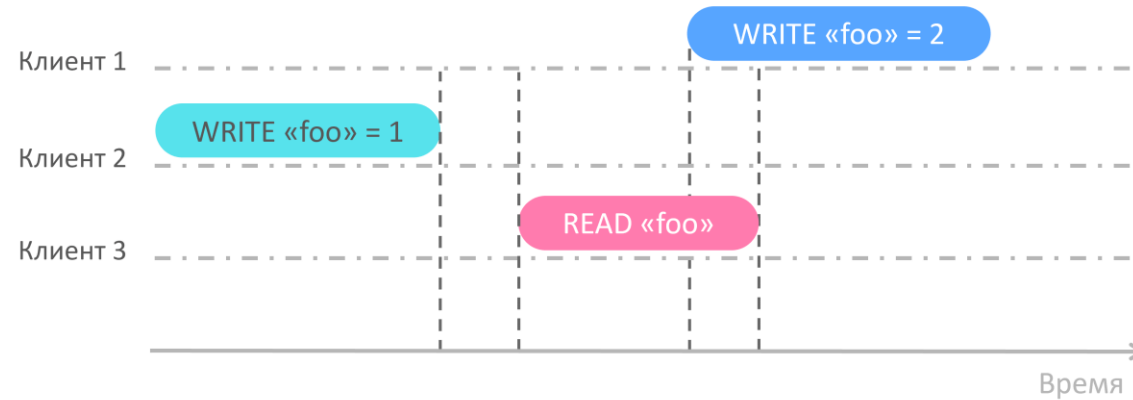 WRITE «foo» = 2
Клиент 1
WRITE «foo» = 1
Клиент 2
READ «foo»
Клиент 3
Время